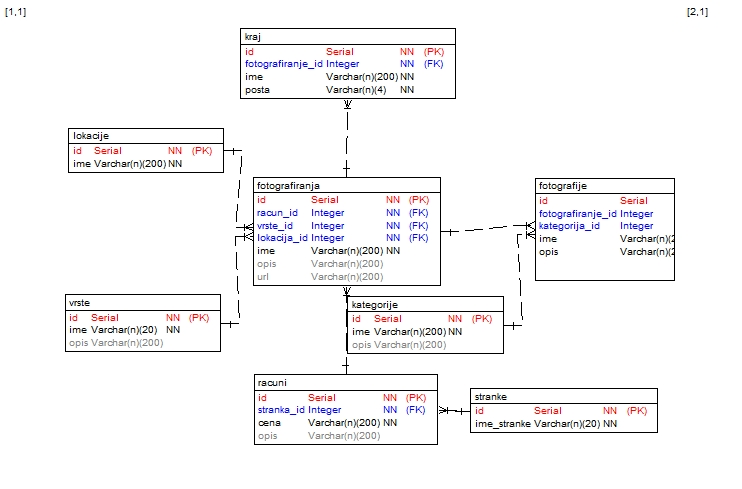 [1,1]
[2,1]
kraj
id Serial NN (PK)
fotografiranje_id Integer NN (FK)
ime Varchar(n)(200) NN
posta Varchar(n)(4) NN
lokacije
id Serial NN (PK)
ime Varchar(n)(200) NN
fotografiranja
id Serial NN (PK)
racun_id Integer NN (FK)
vrste_id Integer NN (FK)
lokacija_id Integer NN (FK)
ime Varchar(n)(200) NN
opis Varchar(n)(200)
url Varchar(n)(200)
fotografije
id Serial
fotografiranje_id Integer
kategorija_id Integer
ime Varchar(n)(2
opis Varchar(n)(2
vrste
id Serial NN (PK)
ime Varchar(n)(20) NN
opis Varchar(n)(200)
kategorije
id Serial NN (PK)
ime Varchar(n)(200) NN
opis Varchar(n)(200)
racuni
id Serial NN (PK)
stranka_id Integer NN (FK)
cena Varchar(n)(200) NN
opis Varchar(n)(200)
stranke
id Serial NN (PK)
ime_stranke Varchar(n)(20) NN